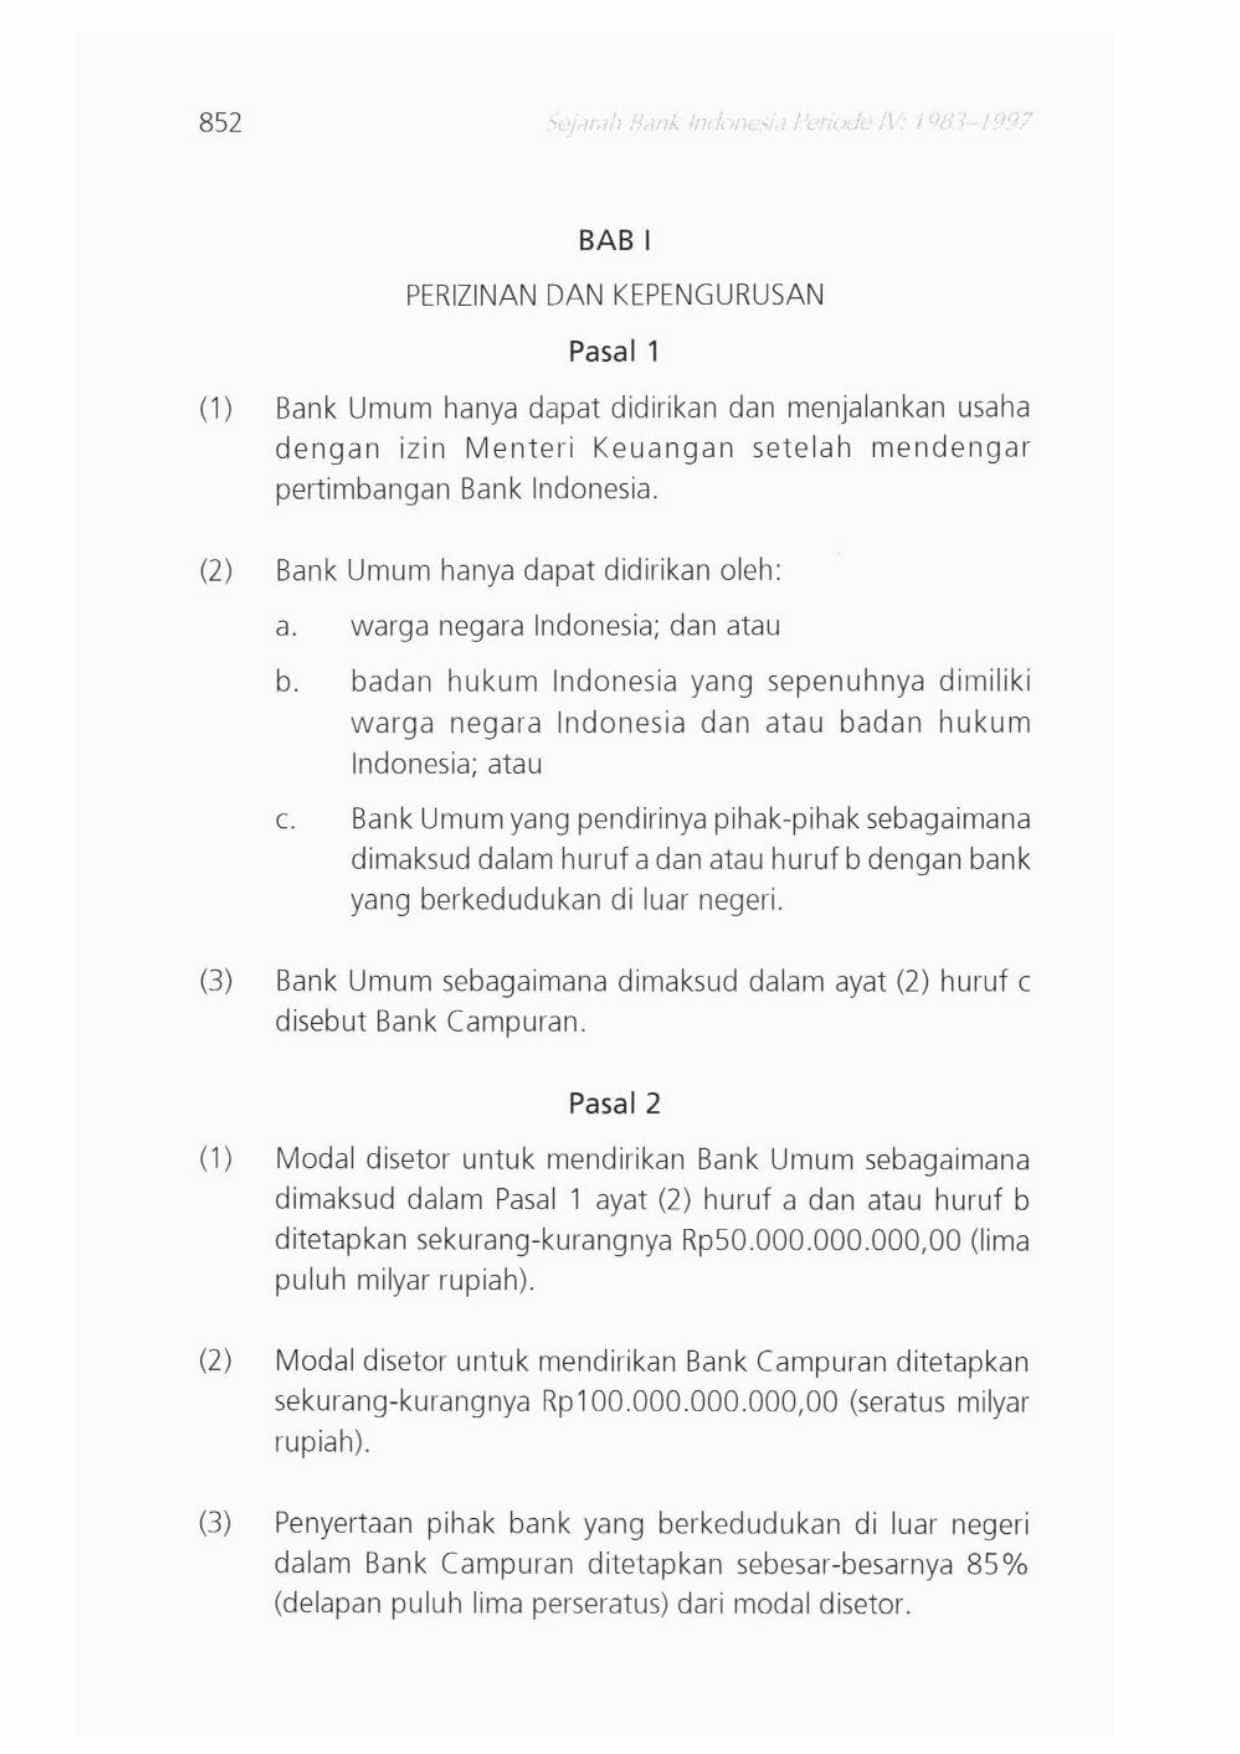 852
Sejarah Bank Indonesia Periode IV: 1983–1997
BAB I
PERIZINAN DAN KEPENGURUSAN
Pasal 1
(1) Bank Umum hanya dapat didirikan dan menjalankan usaha
dengan izin Menteri Keuangan setelah mendengar
pertimbangan Bank Indonesia.
(2) Bank Umum hanya dapat didirikan oleh:
a. warga negara Indonesia; dan atau
b. badan hukum Indonesia yang sepenuhnya dimiliki
warga negara Indonesia dan atau badan hukum
Indonesia; atau
c. Bank Umum yang pendirinya pihak-pihak sebagaimana
dimaksud dalam huruf a dan atau huruf b dengan bank
yang berkedudukan di luar negeri.
(3) Bank Umum sebagaimana dimaksud dalam ayat (2) huruf c
disebut Bank Campuran.
Pasal 2
(1) Modal disetor untuk mendirikan Bank Umum sebagaimana
dimaksud dalam Pasal 1 ayat (2) huruf a dan atau huruf b
ditetapkan sekurang-kurangnya Rp50.000.000.000,00 (lima
puluh milyar rupiah).
(2) Modal disetor untuk mendirikan Bank Campuran ditetapkan
sekurang-kurangnya Rp100.000.000.000,00 (seratus milyar
rupiah).
(3) Penyertaan pihak bank yang berkedudukan di luar negeri
dalam Bank Campuran ditetapkan sebesar-besarnya 85%
(delapan puluh lima perseratus) dari modal disetor.